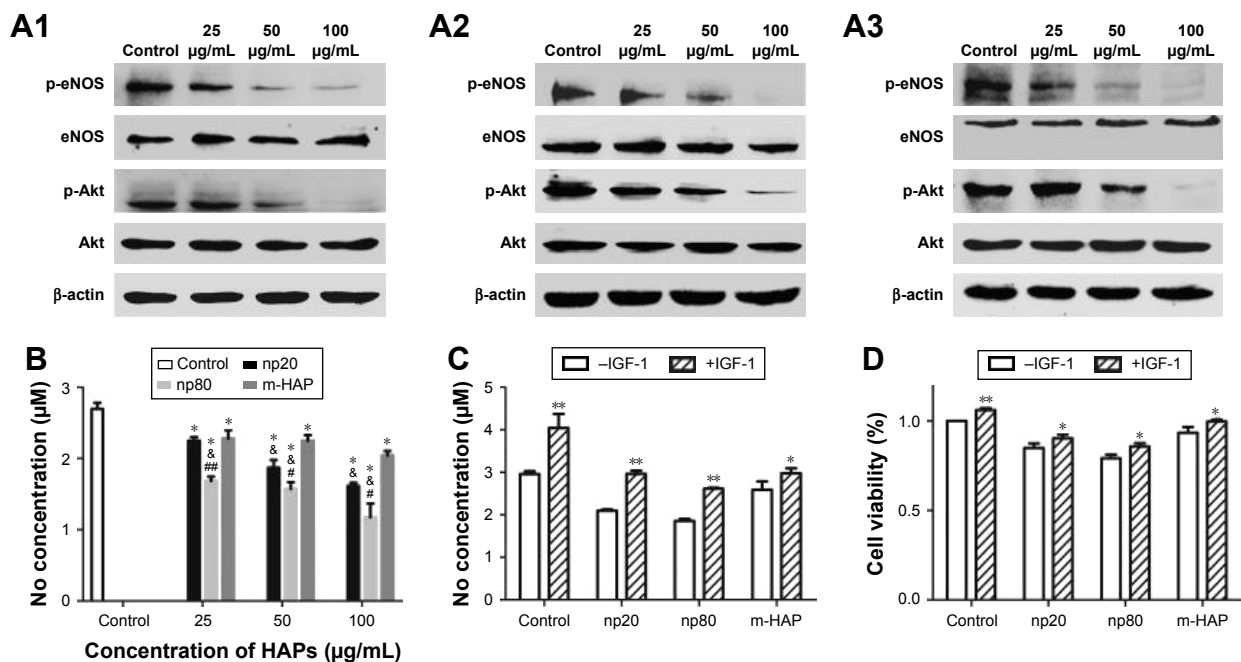 A1
Control
25 µg/mL
50 µg/mL
100 µg/mL
p-eNOS
eNOS
p-Akt
Akt
β-actin
A2
Control
25 µg/mL
50 µg/mL
100 µg/mL
p-eNOS
eNOS
p-Akt
Akt
β-actin
A3
Control
25 µg/mL
50 µg/mL
100 µg/mL
p-eNOS
eNOS
p-Akt
Akt
β-actin
B
Control
np20
np80
m-HAP
No concentration (µM)
3
2
1
0
*
*
&
##
*
*
&
*
&
#
*
*
&
*
&
#
*
Control
25
50
100
Concentration of HAPs (µg/mL)
C
–IGF-1
+IGF-1
No concentration (µM)
5
4
3
2
1
0
**
**
**
*
Control
np20
np80
m-HAP
D
–IGF-1
+IGF-1
Cell viability (%)
1.0
0.5
0.0
**
*
*
*
Control
np20
np80
m-HAP